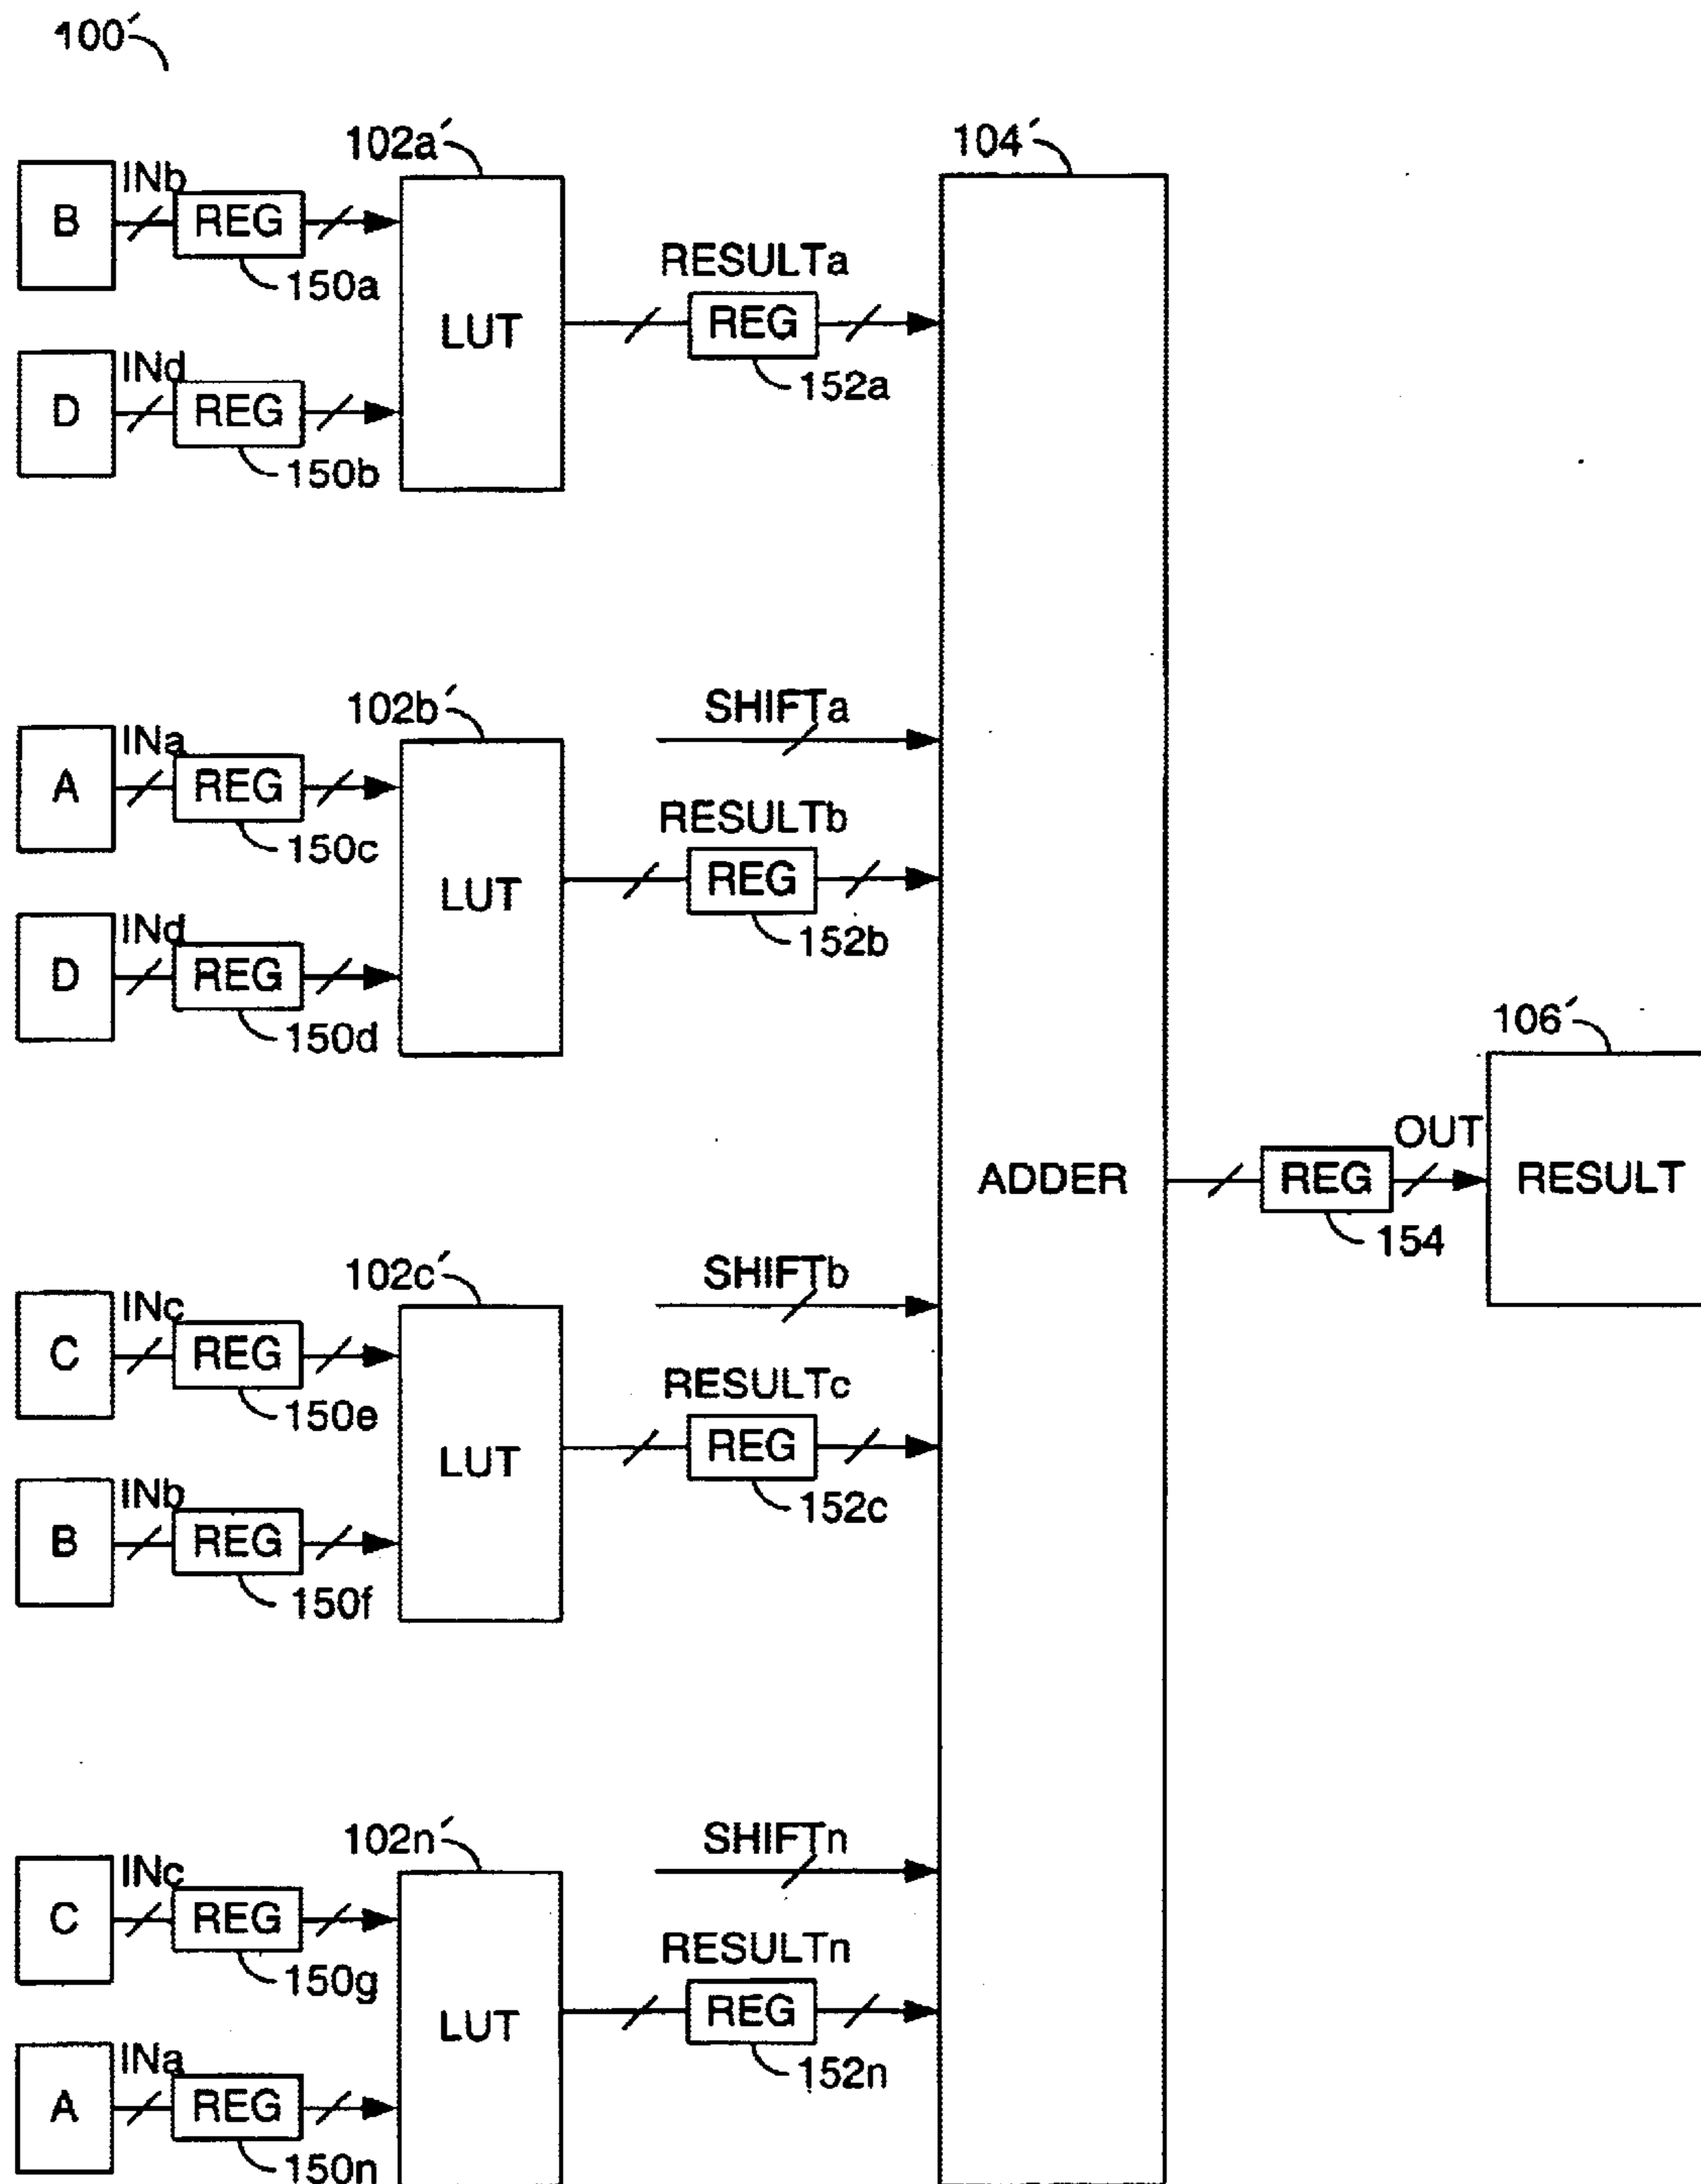 100′
102a′
104′
B
INb
REG
150a
LUT
RESULTa
REG
152a
D
INd
REG
150b
102b′
SHIFTa
A
INa
REG
150c
LUT
RESULTb
REG
152b
D
INd
REG
150d
106′
OUT
ADDER
REG
RESULT
154
102c′
SHIFTb
C
INc
REG
150e
LUT
RESULTc
REG
152c
B
INb
REG
150f
102n′
SHIFTn
C
INc
REG
150g
LUT
RESULTn
REG
152n
A
INa
REG
150n